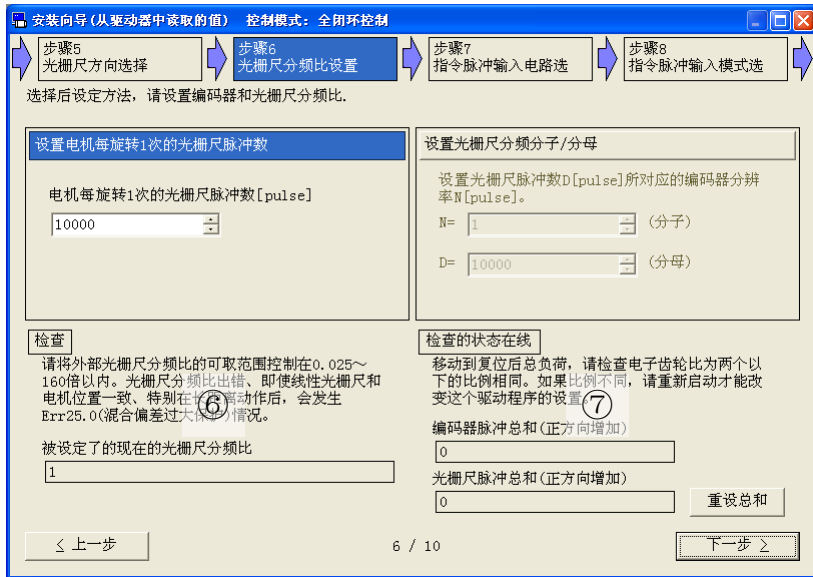 安装向导(从驱动器中读取的值) 控制模式: 全闭环控制
步骤5
光栅尺方向选择
步骤6
光栅尺分频比设置
步骤7
指令脉冲输入电路选
步骤8
指令脉冲输入模式选
选择后设定方法, 请设置编码器和光栅尺分频比.
设置电机每旋转1次的光栅尺脉冲数
电机每旋转1次的光栅尺脉冲数[pulse]
10000
设置光栅尺分频分子/分母
设置光栅尺脉冲数D[pulse]所对应的编码器分辨
率N[pulse]。
N= 1 (分子)
D= 10000 (分母)
检查
请将外部光栅尺分频比的可取范围控制在0.025～
160倍以内。光栅尺分频比出错、即使线性光栅尺和
电机位置一致、特别在长距离动作后，会发生
Err25.0(混合偏差过大保护)情况。
⑥
被设定了的现在的光栅尺分频比
1
检查的状态在线
移动到复位后总负荷，请检查电子齿轮比为两个以
下的比例相同。如果比例不同，请重新启动才能改
变这个驱动程序的设置
⑦
编码器脉冲总和(正方向增加)
0
光栅尺脉冲总和(正方向增加)
0
重设总和
< 上一步
6 / 10
下一步 >